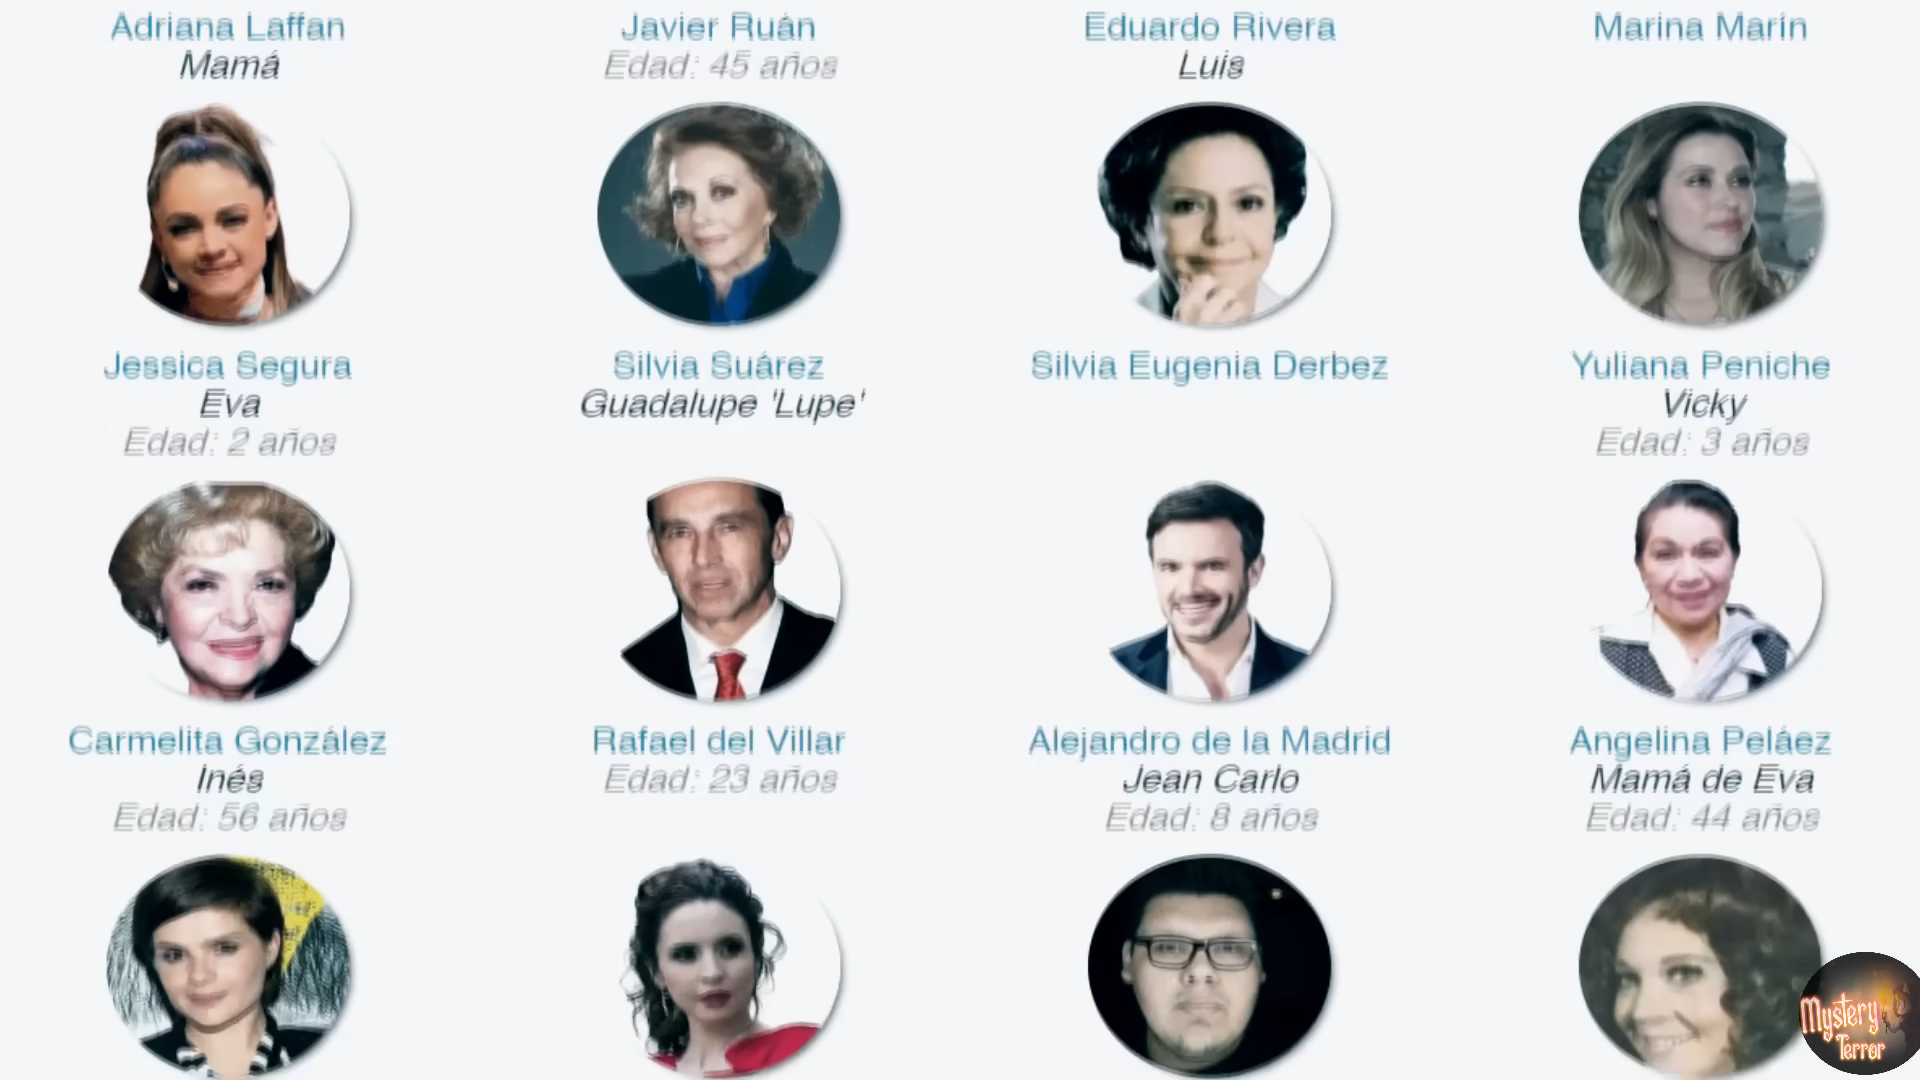 Adriana Laffan
Mamá
Javier Ruán
Edad: 45 años
Eduardo Rivera
Luis
Marina Marín
Jessica Segura
Eva
Edad: 2 años
Silvia Suárez
Guadalupe 'Lupe'
Silvia Eugenia Derbez
Yuliana Peniche
Vicky
Edad: 3 años
Carmelita González
Inés
Edad: 56 años
Rafael del Villar
Edad: 23 años
Alejandro de la Madrid
Jean Carlo
Edad: 8 años
Angelina Peláez
Mamá de Eva
Edad: 44 años
Mystery
Terror